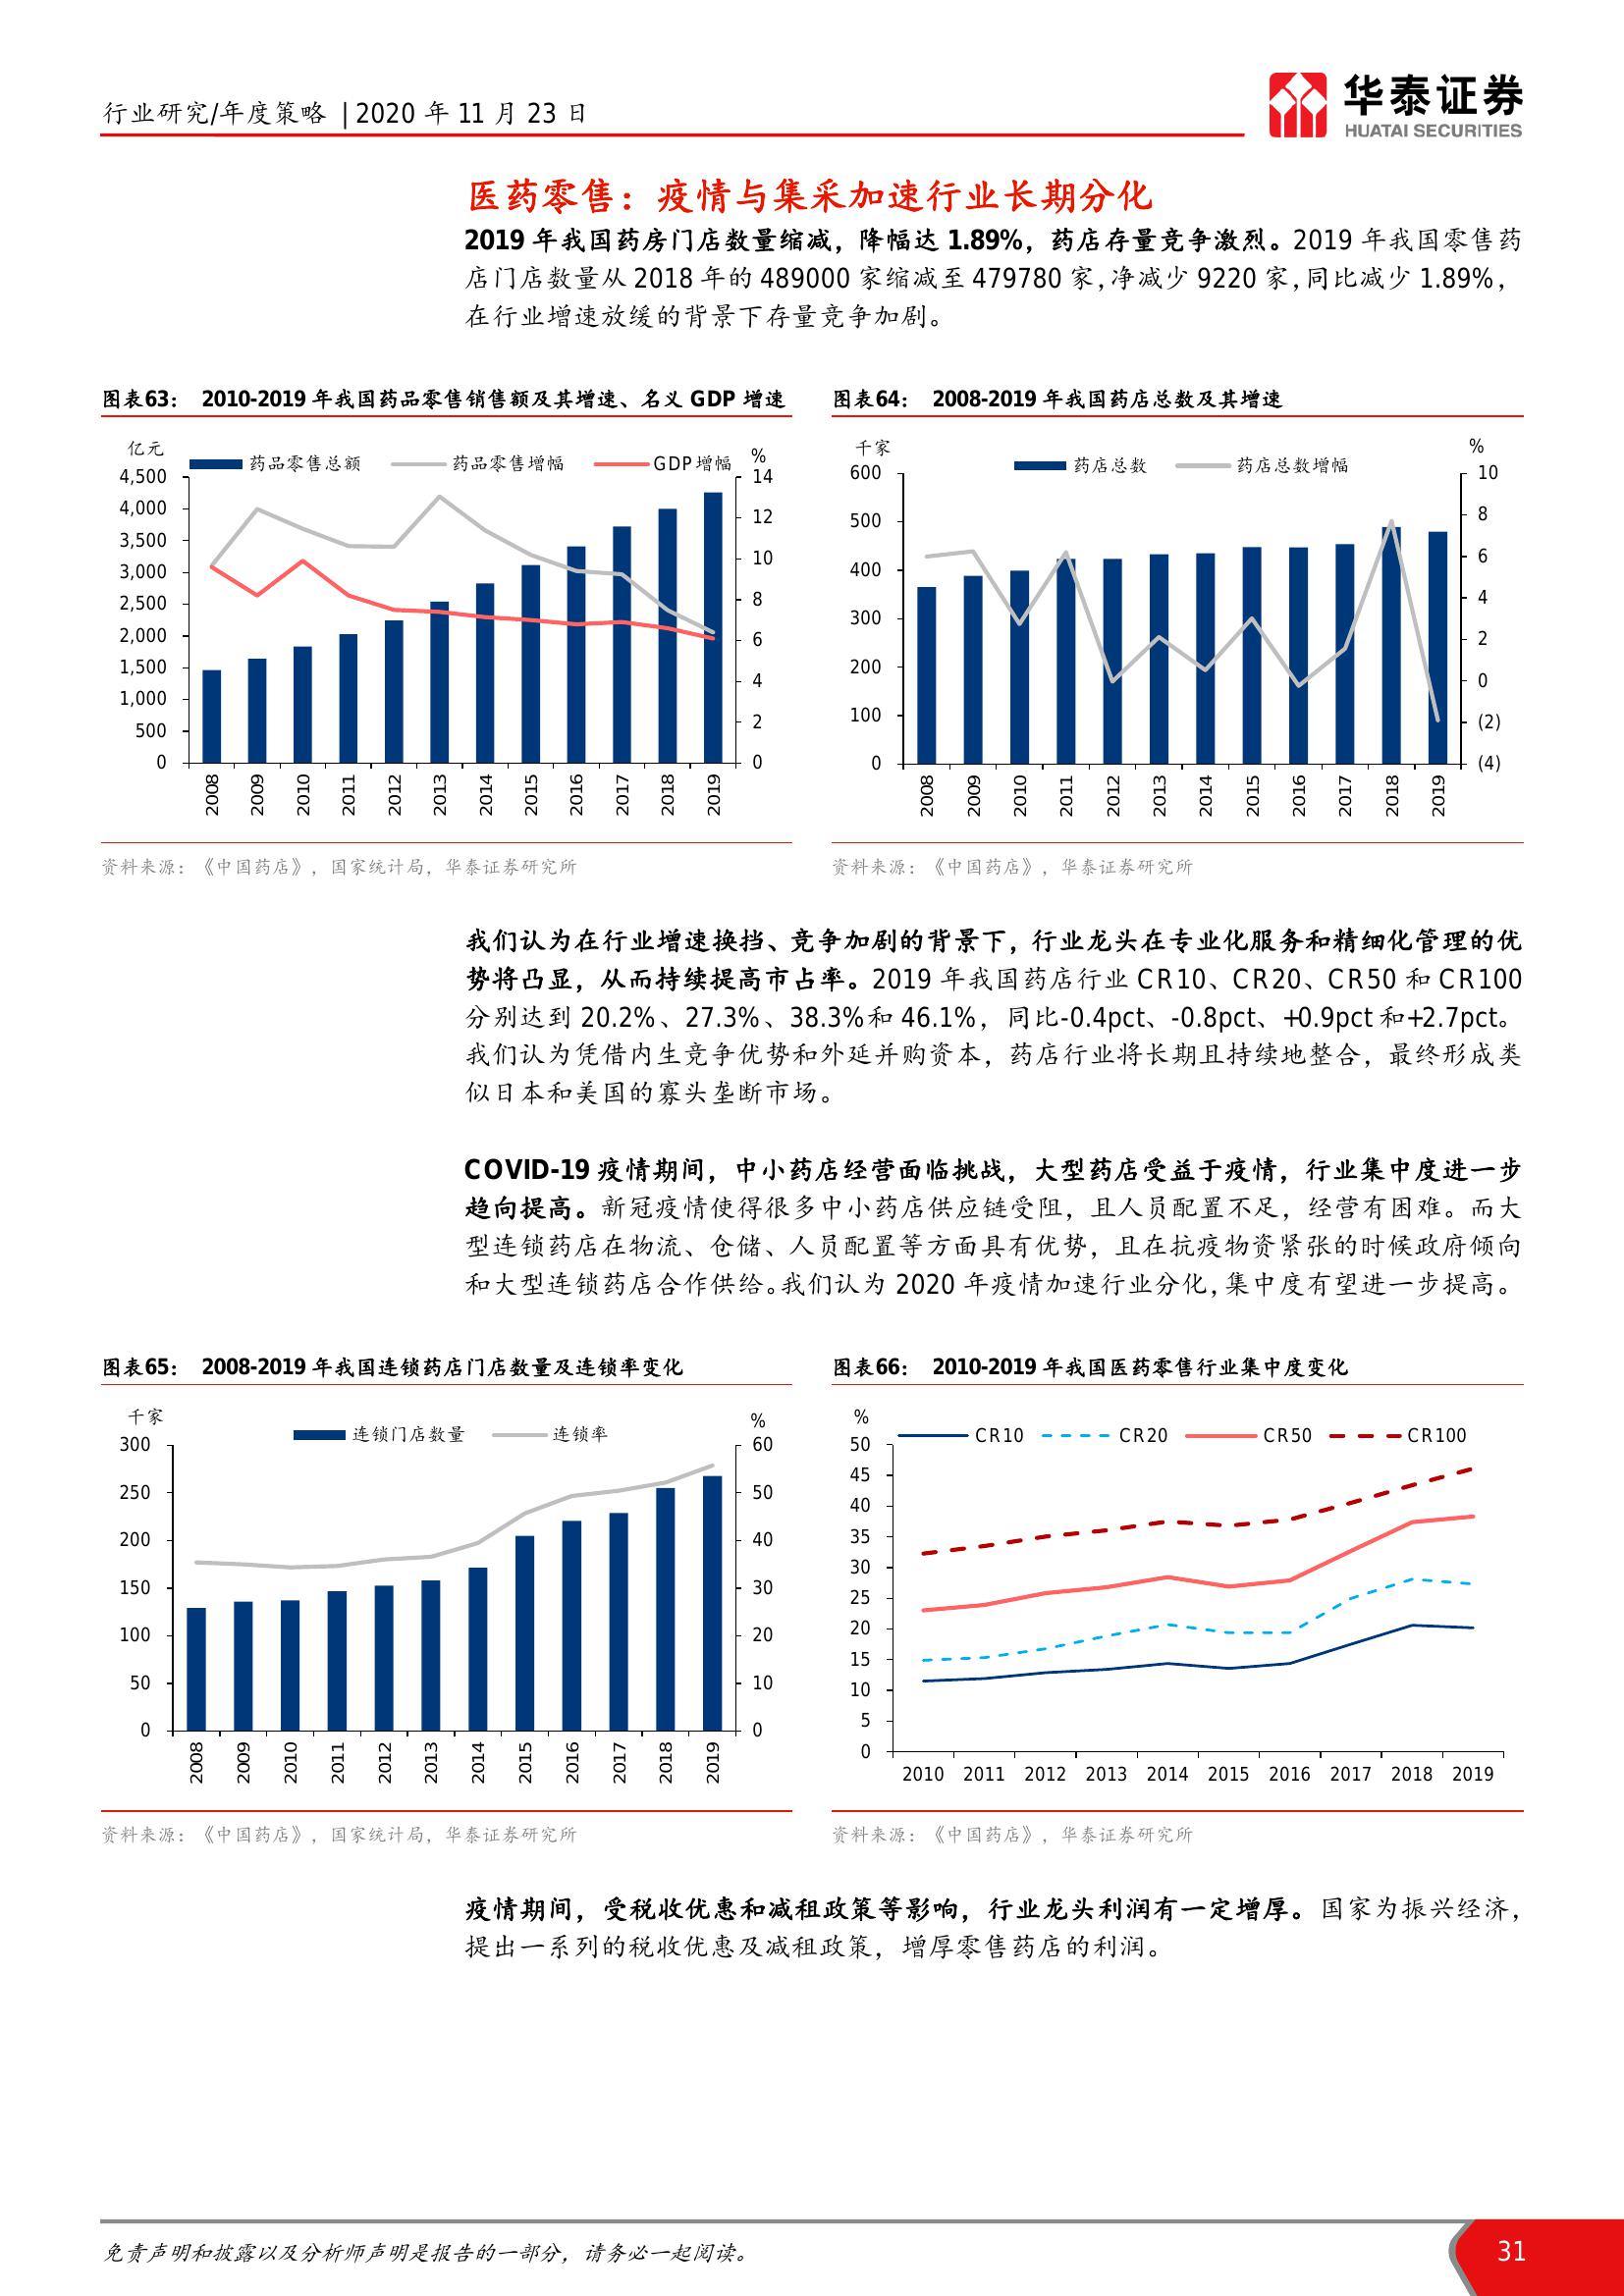 行业研究/年度策略 | 2020 年 11 月 23 日
华泰证券
HUATAI SECURITIES
医药零售：疫情与集采加速行业长期分化
2019 年我国药房门店数量缩减，降幅达 1.89%，药店存量竞争激烈。2019 年我国零售药
店门店数量从 2018 年的 489000 家缩减至 479780 家，净减少 9220 家，同比减少 1.89%，
在行业增速放缓的背景下存量竞争加剧。
图表63： 2010-2019 年我国药品零售销售额及其增速、名义 GDP 增速
亿元
药品零售总额 药品零售增幅 GDP增幅 %
4,500 14
4,000 12
3,500 10
3,000 8
2,500 6
2,000 4
1,500 2
1,000 0
500
0
2008 2009 2010 2011 2012 2013 2014 2015 2016 2017 2018 2019
资料来源：《中国药店》，国家统计局，华泰证券研究所
图表64： 2008-2019 年我国药店总数及其增速
千家 %
药店总数 药店总数增幅
600 10
500 8
400 6
300 4
200 2
100 0
0 (2)
(4)
2008 2009 2010 2011 2012 2013 2014 2015 2016 2017 2018 2019
资料来源：《中国药店》，华泰证券研究所
我们认为在行业增速换挡、竞争加剧的背景下，行业龙头在专业化服务和精细化管理的优
势将凸显，从而持续提高市占率。2019 年我国药店行业 CR10、CR20、CR50 和 CR100
分别达到 20.2%、27.3%、38.3%和 46.1%，同比-0.4pct、-0.8pct、+0.9pct 和+2.7pct。
我们认为凭借内生竞争优势和外延并购资本，药店行业将长期且持续地整合，最终形成类
似日本和美国的寡头垄断市场。
COVID-19 疫情期间，中小药店经营面临挑战，大型药店受益于疫情，行业集中度进一步
趋向提高。新冠疫情使得很多中小药店供应链受阻，且人员配置不足，经营有困难。而大
型连锁药店在物流、仓储、人员配置等方面具有优势，且在抗疫物资紧张的时候政府倾向
和大型连锁药店合作供给。我们认为 2020 年疫情加速行业分化，集中度有望进一步提高。
图表65： 2008-2019 年我国连锁药店门店数量及连锁率变化
千家 %
连锁门店数量 连锁率
300 60
250 50
200 40
150 30
100 20
50 10
0 0
2008 2009 2010 2011 2012 2013 2014 2015 2016 2017 2018 2019
资料来源：《中国药店》，国家统计局，华泰证券研究所
图表66： 2010-2019 年我国医药零售行业集中度变化
%
CR10 CR20 CR50 CR100
50
45
40
35
30
25
20
15
10
5
0
2010 2011 2012 2013 2014 2015 2016 2017 2018 2019
资料来源：《中国药店》，华泰证券研究所
疫情期间，受税收优惠和减租政策等影响，行业龙头利润有一定增厚。国家为振兴经济，
提出一系列的税收优惠及减租政策，增厚零售药店的利润。
免责声明和披露以及分析师声明是报告的一部分，请务必一起阅读。
31